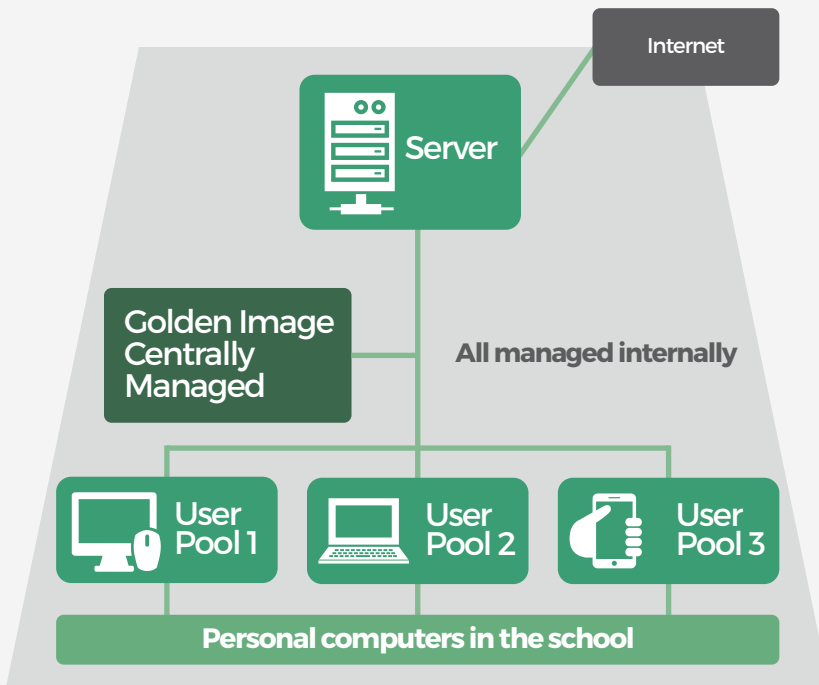 Internet
Server
Golden Image
Centrally
Managed
All managed internally
User
Pool 1
User
Pool 2
User
Pool 3
Personal computers in the school